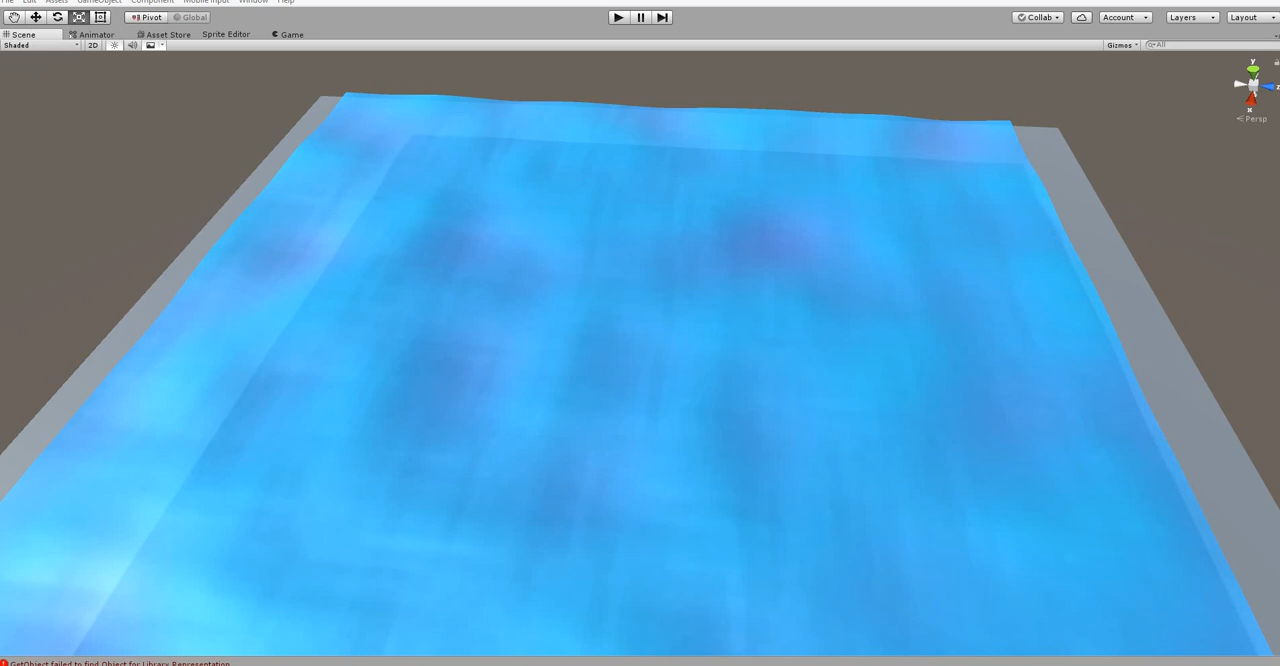 File Edit Assets GameObject Component Mobile Input Window Help
Pivot Global Collab Account Layers Layout
Scene Animator Asset Store Sprite Editor Game
Shaded 2D Gizmos All
y
z
x
Persp
GetObject failed to find Object for Library Representation